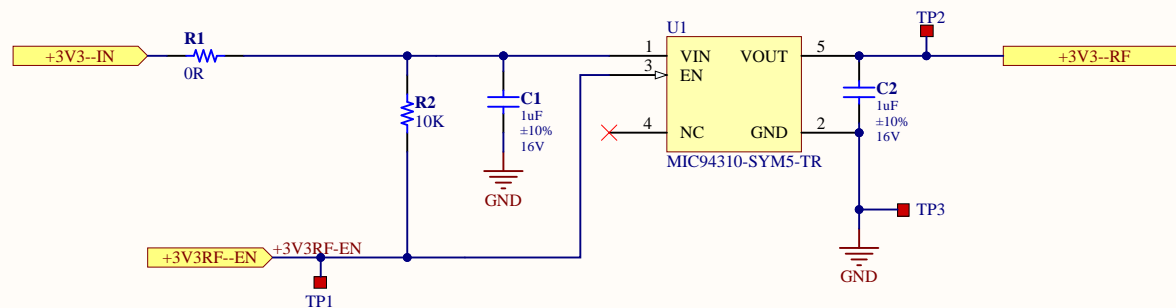 TP2
U1
R1
+3V3--IN
1
VIN
VOUT
5
+3V3--RF
0R
3
EN
R2
10K
C1
1uF
±10%
16V
C2
1uF
±10%
16V
4
NC
GND
2
MIC94310-SYM5-TR
GND
TP3
+3V3RF--EN
+3V3RF-EN
GND
TP1